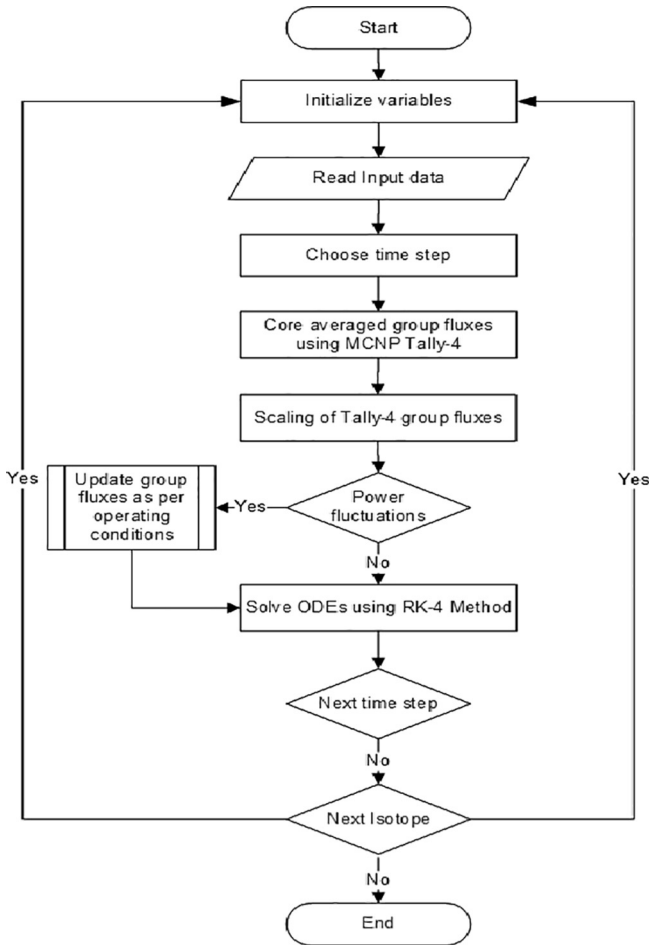 Start
Initialize variables
Read Input data
Choose time step
Core averaged group fluxes
using MCNP Tally-4
Scaling of Tally-4 group fluxes
Yes
Update group
fluxes as per
operating
conditions
Yes
Power
fluctuations
Yes
No
Solve ODEs using RK-4 Method
Next time step
No
Next Isotope
No
End